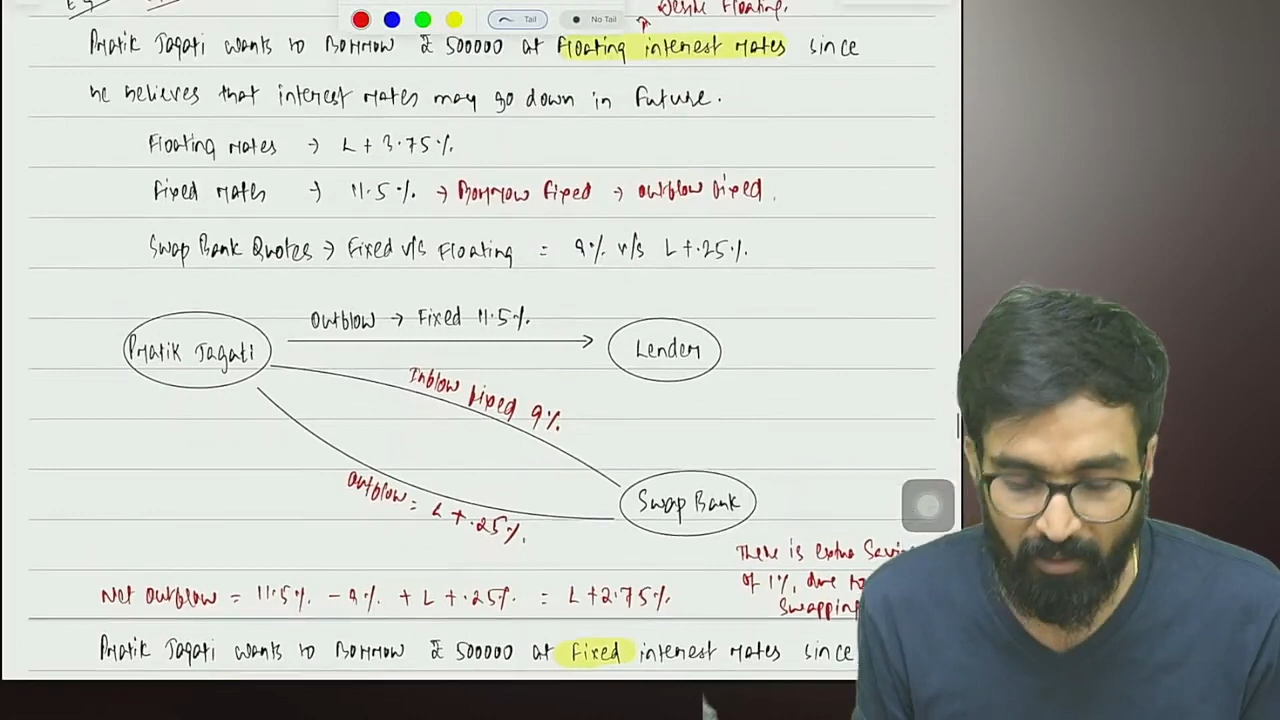 Tail
No Tail
Desire Floating.
Pratik Jagati wants to Borrow ₹ 500000 at Floating interest rates since
he believes that interest rates may go down in Future.
Floating rates → L + 3.75%.
Fixed rates → 11.5% → Borrow fixed → outflow fixed.
Swap Bank Quotes → Fixed v/s Floating = 9% v/s L+.25%.
Outflow → Fixed 11.5%.
Pratik Jagati
Lender
Inflow fixed 9%.
Outflow = L +.25%.
Swap Bank
There is extra Savin
of 1%, due to
Swapping
Net outflow = 11.5% - 9% + L + .25% = L+2.75%
Pratik Jagati wants to Borrow ₹ 500000 at fixed interest rates since